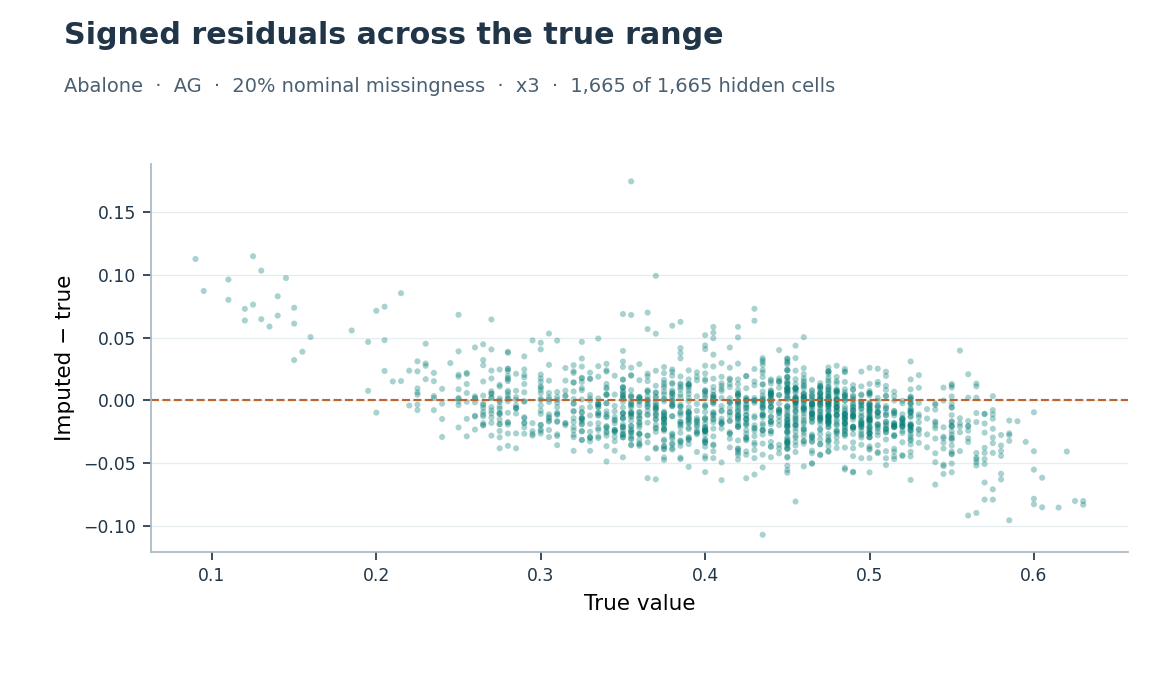 Signed residuals across the true range
Abalone · AG · 20% nominal missingness · x3 · 1,665 of 1,665 hidden cells
Imputed − true
0.15
0.10
0.05
0.00
−0.05
−0.10
0.1 0.2 0.3 0.4 0.5 0.6
True value